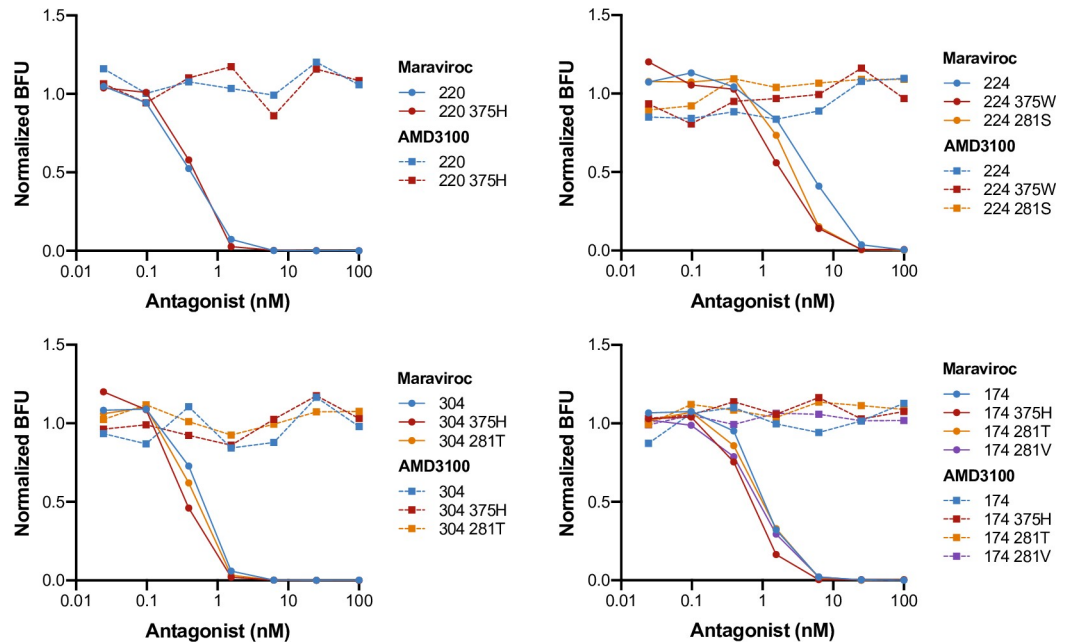 1.5
1.0
0.5
0.0
Normalized BFU
0.01
0.1
1
10
100
Antagonist (nM)
Maraviroc
220
220 375H
AMD3100
220
220 375H
1.5
1.0
0.5
0.0
Normalized BFU
0.01
0.1
1
10
100
Antagonist (nM)
Maraviroc
224
224 375W
224 281S
AMD3100
224
224 375W
224 281S
1.5
1.0
0.5
0.0
Normalized BFU
0.01
0.1
1
10
100
Antagonist (nM)
Maraviroc
304
304 375H
304 281T
AMD3100
304
304 375H
304 281T
1.5
1.0
0.5
0.0
Normalized BFU
0.01
0.1
1
10
100
Antagonist (nM)
Maraviroc
174
174 375H
174 281T
174 281V
AMD3100
174
174 375H
174 281T
174 281V